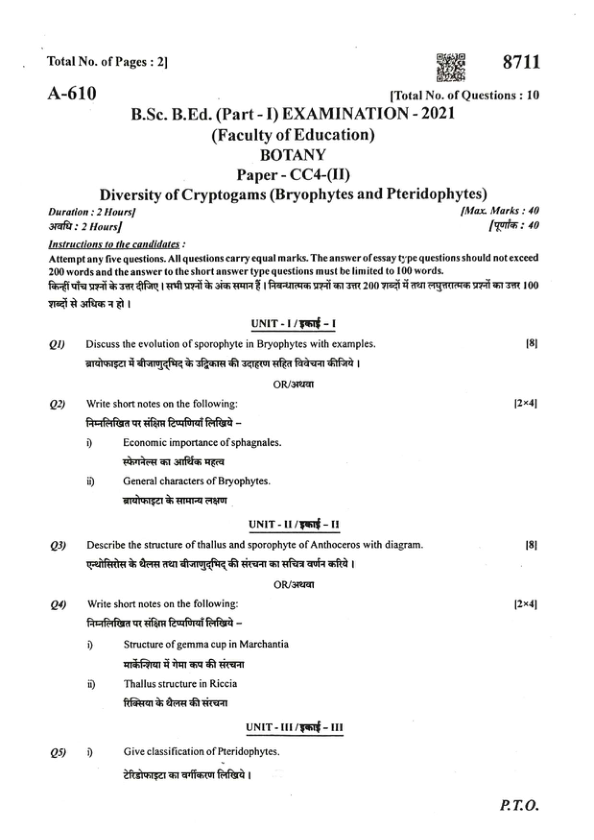 Total No. of Pages : 2]
8711
A-610
[Total No. of Questions : 10
B.Sc. B.Ed. (Part - I) EXAMINATION - 2021
(Faculty of Education)
BOTANY
Paper - CC4-(II)
Diversity of Cryptogams (Bryophytes and Pteridophytes)
Duration : 2 Hours]
[Max. Marks : 40
अवधि : 2 Hours]
[पूर्णांक : 40
Instructions to the candidates :
Attempt any five questions. All questions carry equal marks. The answer of essay type questions should not exceed
200 words and the answer to the short answer type questions must be limited to 100 words.
किन्हीं पाँच प्रश्नों के उत्तर दीजिए । सभी प्रश्नों के अंक समान हैं । निबन्धात्मक प्रश्नों का उत्तर 200 शब्दों में तथा लघुत्तरात्मक प्रश्नों का उत्तर 100
शब्दों से अधिक न हो ।
UNIT - I / इकाई – I
Q1) Discuss the evolution of sporophyte in Bryophytes with examples. [8]
ब्रायोफाइटा में बीजाणुद्भिद् के उद्विकास की उदाहरण सहित विवेचना कीजिये ।
OR/अथवा
Q2) Write short notes on the following: [2×4]
निम्नलिखित पर संक्षिप्त टिप्पणियाँ लिखिये –
i) Economic importance of sphagnales.
स्फेगनेल्स का आर्थिक महत्व
ii) General characters of Bryophytes.
ब्रायोफाइटा के सामान्य लक्षण
UNIT - II / इकाई – II
Q3) Describe the structure of thallus and sporophyte of Anthoceros with diagram. [8]
एन्थोसिरोस के थैलस तथा बीजाणुद्भिद् की संरचना का सचित्र वर्णन करिये ।
OR/अथवा
Q4) Write short notes on the following: [2×4]
निम्नलिखित पर संक्षिप्त टिप्पणियाँ लिखिये –
i) Structure of gemma cup in Marchantia
मार्केन्शिया में गेमा कप की संरचना
ii) Thallus structure in Riccia
रिक्सिया के थैलस की संरचना
UNIT - III / इकाई – III
Q5) i) Give classification of Pteridophytes.
टेरिडोफाइटा का वर्गीकरण लिखिये ।
P.T.O.